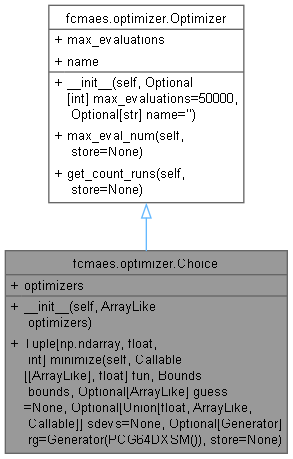 fcmaes.optimizer.Optimizer
+ max_evaluations
+ name
+ __init__(self, Optional
[int] max_evaluations=50000,
Optional[str] name='')
+ max_eval_num(self,
store=None)
+ get_count_runs(self,
store=None)
fcmaes.optimizer.Choice
+ optimizers
+ __init__(self, ArrayLike
optimizers)
+ Tuple[np.ndarray, float,
int] minimize(self, Callable
[[ArrayLike], float] fun, Bounds
bounds, Optional[ArrayLike] guess
=None, Optional[Union[float, ArrayLike,
Callable]] sdevs=None, Optional[Generator]
rg=Generator(PCG64DXSM()), store=None)